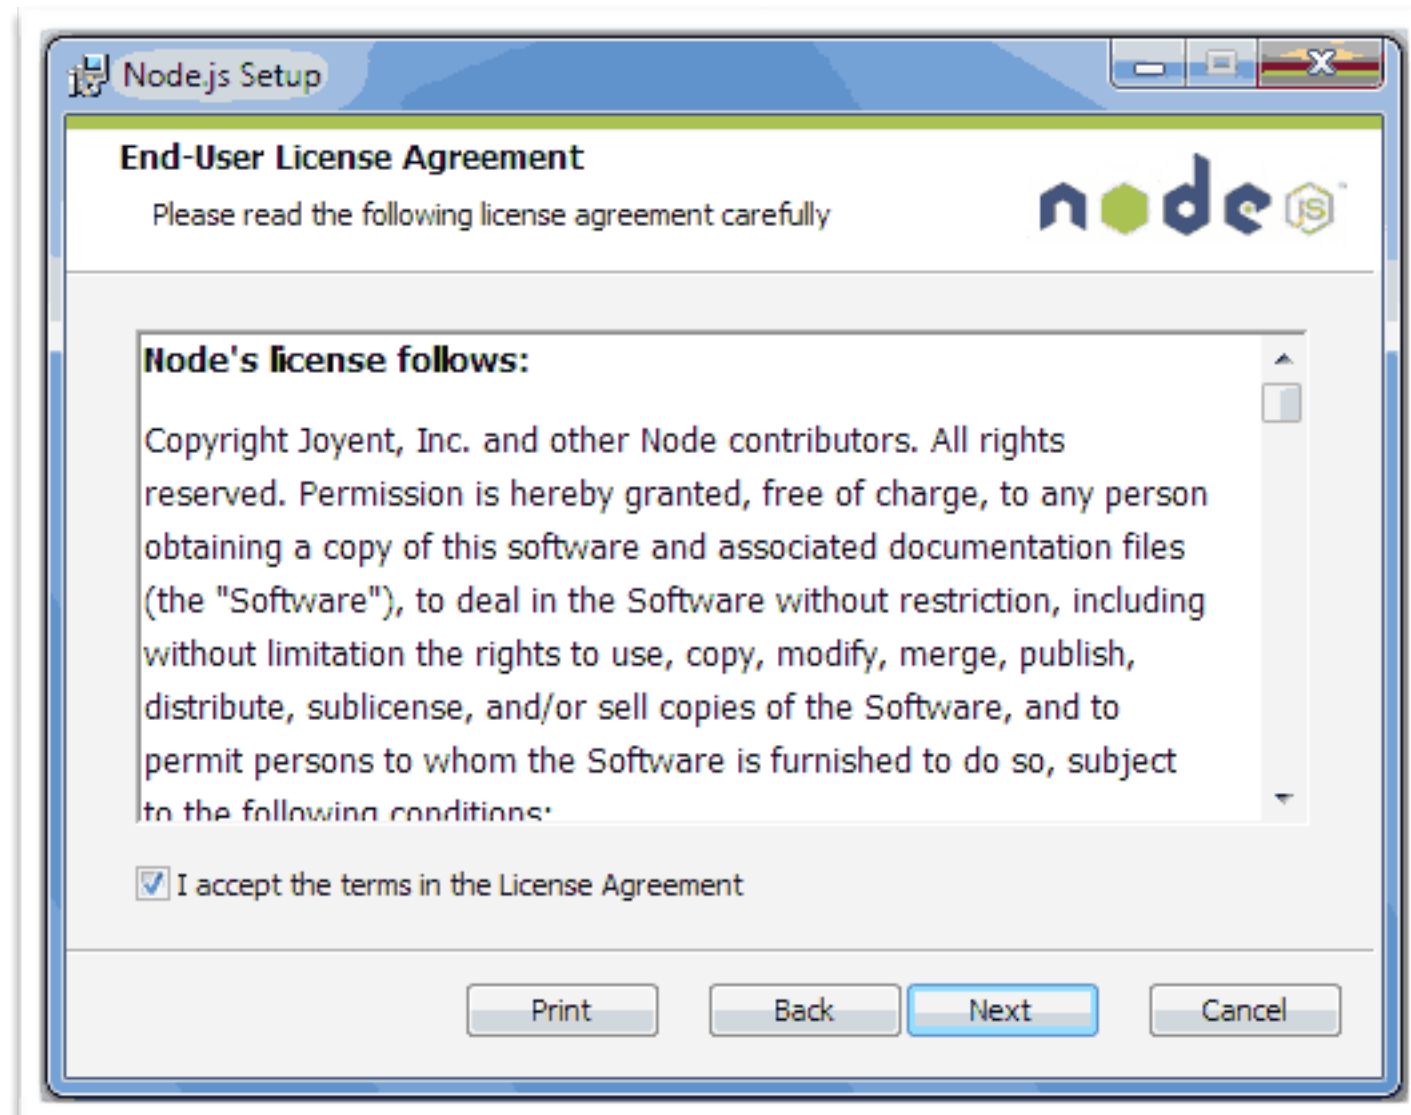 Node.js Setup
End-User License Agreement
Please read the following license agreement carefully
node js
Node's license follows:
Copyright Joyent, Inc. and other Node contributors. All rights
reserved. Permission is hereby granted, free of charge, to any person
obtaining a copy of this software and associated documentation files
(the "Software"), to deal in the Software without restriction, including
without limitation the rights to use, copy, modify, merge, publish,
distribute, sublicense, and/or sell copies of the Software, and to
permit persons to whom the Software is furnished to do so, subject
to the following conditions:
I accept the terms in the License Agreement
Print Back Next Cancel